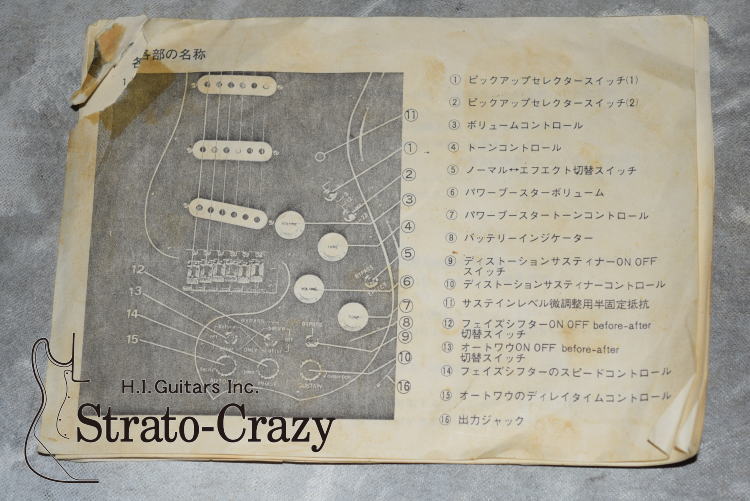 各部の名称
名
1
① ピックアップセレクタースイッチ(1)
② ピックアップセレクタースイッチ(2)
③ ボリュームコントロール
④ トーンコントロール
⑤ ノーマル↔エフエクト切替スイッチ
⑥ パワーブースターボリューム
⑦ パワーブースタートーンコントロール
⑧ バッテリーインジケーター
⑨ ディストーションサスティナーON OFF
スイッチ
⑩ ディストーションサスティナーコントロール
⑪ サステインレベル微調整用半固定抵抗
⑫ フェイズシフターON OFF before-after
切替スイッチ
⑬ オートワウON OFF before-after
切替スイッチ
⑭ フェイズシフターのスピードコントロール
⑮ オートワウのディレイタイムコントロール
⑯ 出力ジャック
⑪
①
②
③
④
⑤
⑥
⑦
⑧
⑨
⑩
⑯
12
13
14
15
SUSTAIN
H.I.Guitars Inc.
Strato-Crazy